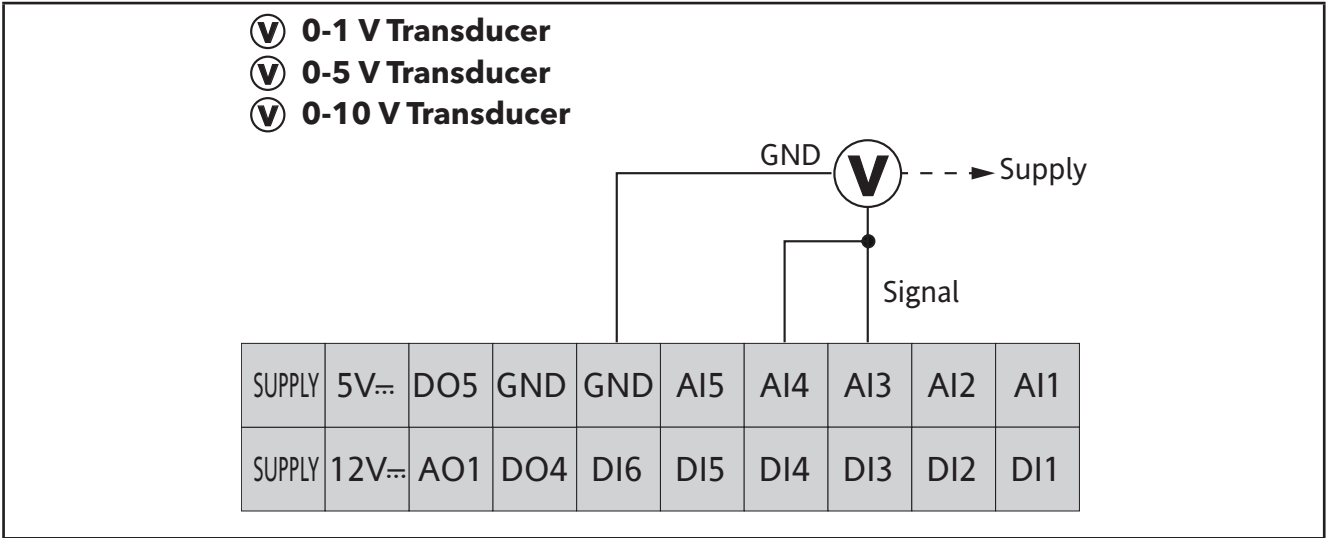 V 0-1 V Transducer
V 0-5 V Transducer
V 0-10 V Transducer
GND V Supply
Signal
SUPPLY 5V⎓ DO5 GND GND AI5 AI4 AI3 AI2 AI1
SUPPLY 12V⎓ AO1 DO4 DI6 DI5 DI4 DI3 DI2 DI1